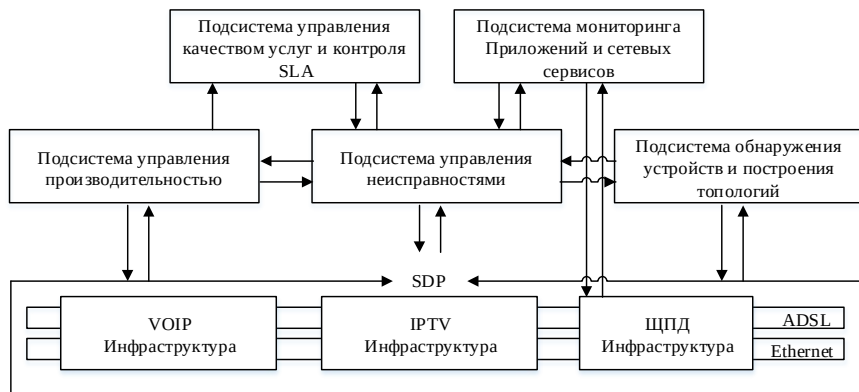 Подсистема управления
качеством услуг и контроля
SLA
Подсистема мониторинга
Приложений и сетевых
сервисов
Подсистема управления
производительностью
Подсистема управления
неисправностями
Подсистема обнаружения
устройств и построения
топологий
SDP
VOIP
Инфраструктура
IPTV
Инфраструктура
ЩПД
Инфраструктура
ADSL
Ethernet